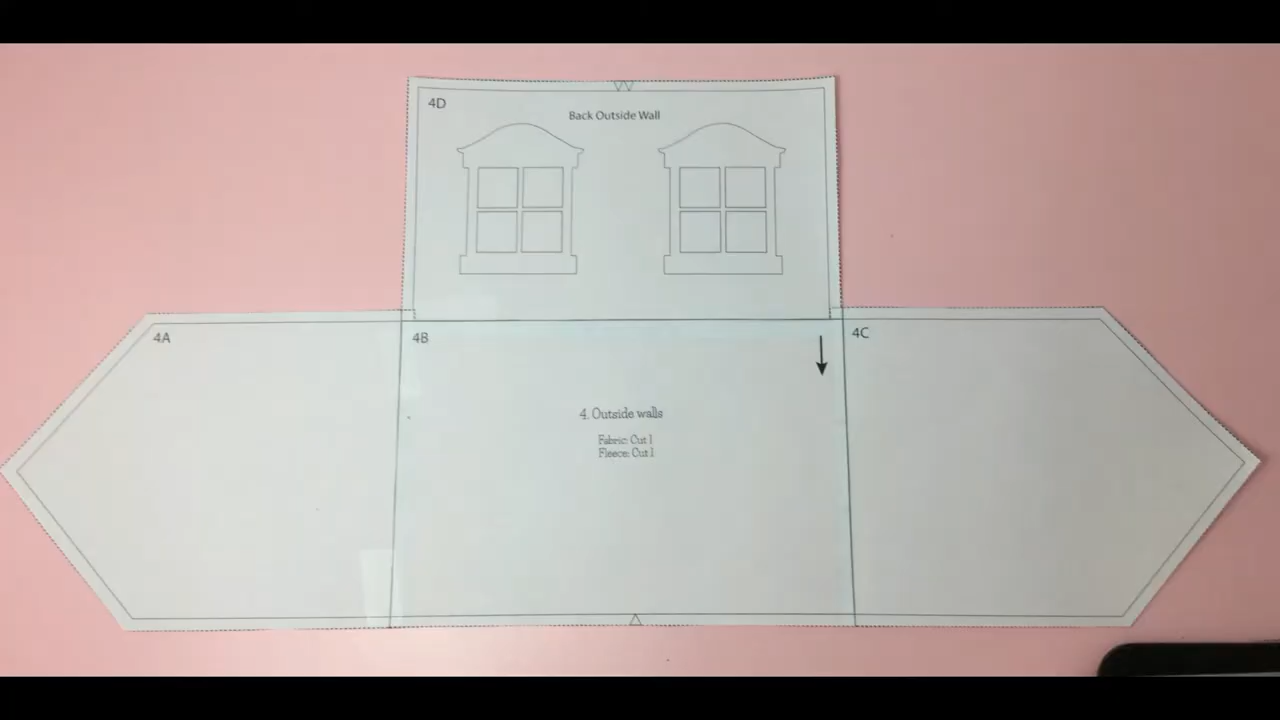 4D
Back Outside Wall
4A
4B
4C
4. Outside walls
Fabric: Cut 1
Fleece: Cut 1